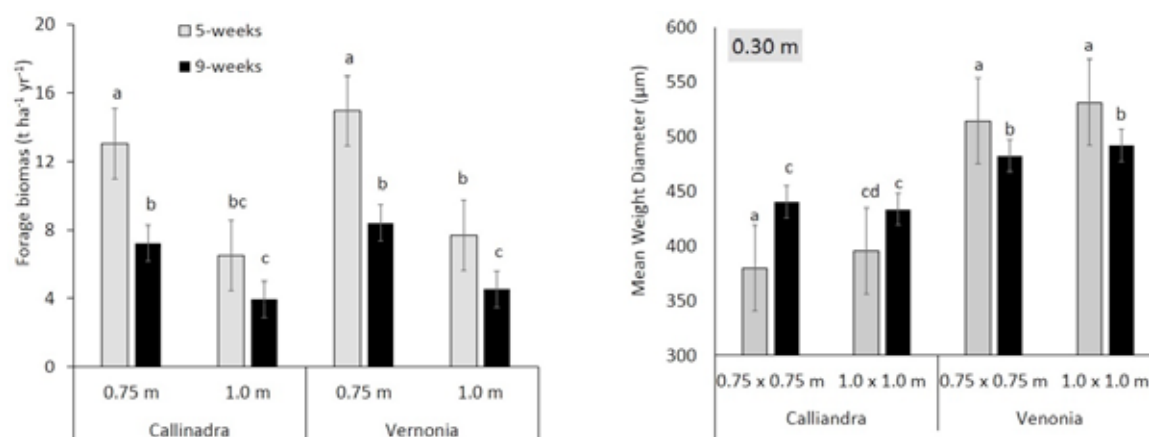 20
16
12
8
4
0
Forage biomas (t ha⁻¹ yr⁻¹)
5-weeks
9-weeks
a
b
bc
c
a
b
b
c
0.75 m
1.0 m
0.75 m
1.0 m
Callinadra
Vernonia
600
550
500
450
400
350
300
Mean Weight Diameter (µm)
0.30 m
a
c
cd
c
a
b
a
b
0.75 x 0.75 m
1.0 x 1.0 m
0.75 x 0.75 m
1.0 x 1.0 m
Calliandra
Venonia